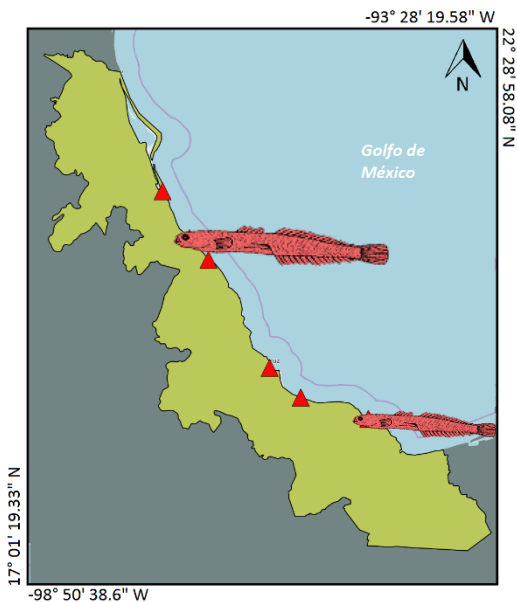 -93° 28' 19.58" W
22° 28' 58.08" N
N
Golfo de
México
17° 01' 19.33" N
-98° 50' 38.6" W